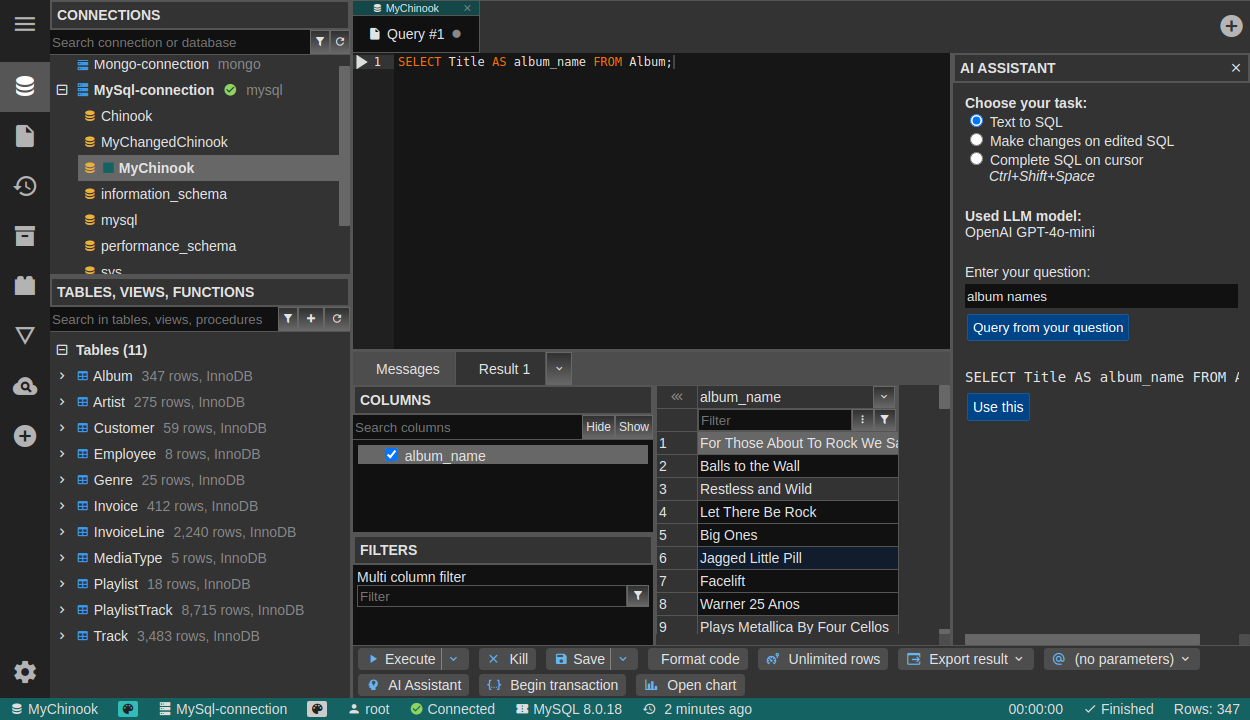 CONNECTIONS
Search connection or database
Mongo-connection mongo
MySql-connection mysql
Chinook
MyChangedChinook
MyChinook
information_schema
mysql
performance_schema
sys
TABLES, VIEWS, FUNCTIONS
Search in tables, views, procedures
Tables (11)
Album 347 rows, InnoDB
Artist 275 rows, InnoDB
Customer 59 rows, InnoDB
Employee 8 rows, InnoDB
Genre 25 rows, InnoDB
Invoice 412 rows, InnoDB
InvoiceLine 2,240 rows, InnoDB
MediaType 5 rows, InnoDB
Playlist 18 rows, InnoDB
PlaylistTrack 8,715 rows, InnoDB
Track 3,483 rows, InnoDB
MyChinook
Query #1
1 SELECT Title AS album_name FROM Album;
Messages Result 1
COLUMNS
Search columns Hide Show
album_name
FILTERS
Multi column filter
Filter
album_name
Filter
1 For Those About To Rock We Sa
2 Balls to the Wall
3 Restless and Wild
4 Let There Be Rock
5 Big Ones
6 Jagged Little Pill
7 Facelift
8 Warner 25 Anos
9 Plays Metallica By Four Cellos
AI ASSISTANT
Choose your task:
Text to SQL
Make changes on edited SQL
Complete SQL on cursor
Ctrl+Shift+Space
Used LLM model:
OpenAI GPT-4o-mini
Enter your question:
album names
Query from your question
SELECT Title AS album_name FROM A
Use this
Execute Kill Save Format code Unlimited rows Export result (no parameters)
AI Assistant Begin transaction Open chart
MyChinook MySql-connection root Connected MySQL 8.0.18 2 minutes ago 00:00:00 Finished Rows: 347